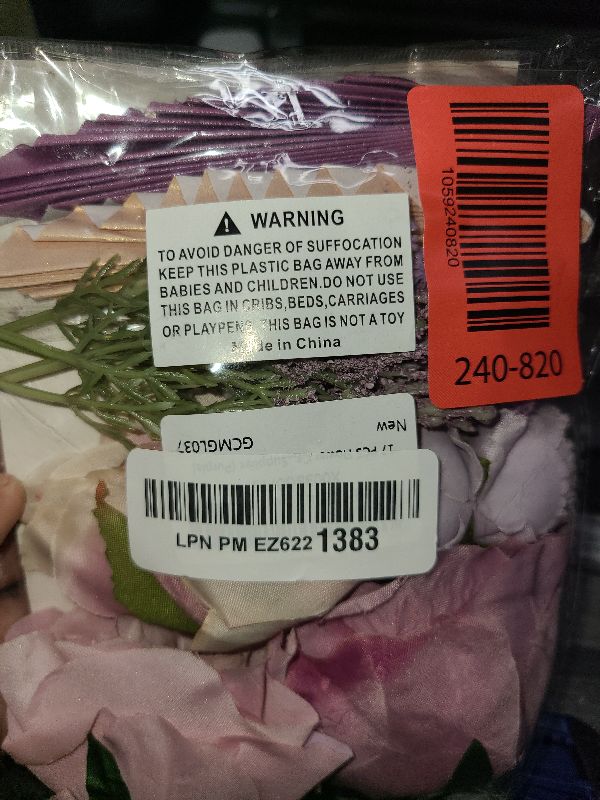 WARNING
TO AVOID DANGER OF SUFFOCATION
KEEP THIS PLASTIC BAG AWAY FROM
BABIES AND CHILDREN.DO NOT USE
THIS BAG IN CRIBS,BEDS,CARRIAGES
OR PLAYPENS. THIS BAG IS NOT A TOY
Made in China
1059240820
240-820
New
GCMGL037
LPN PM EZ622 1383